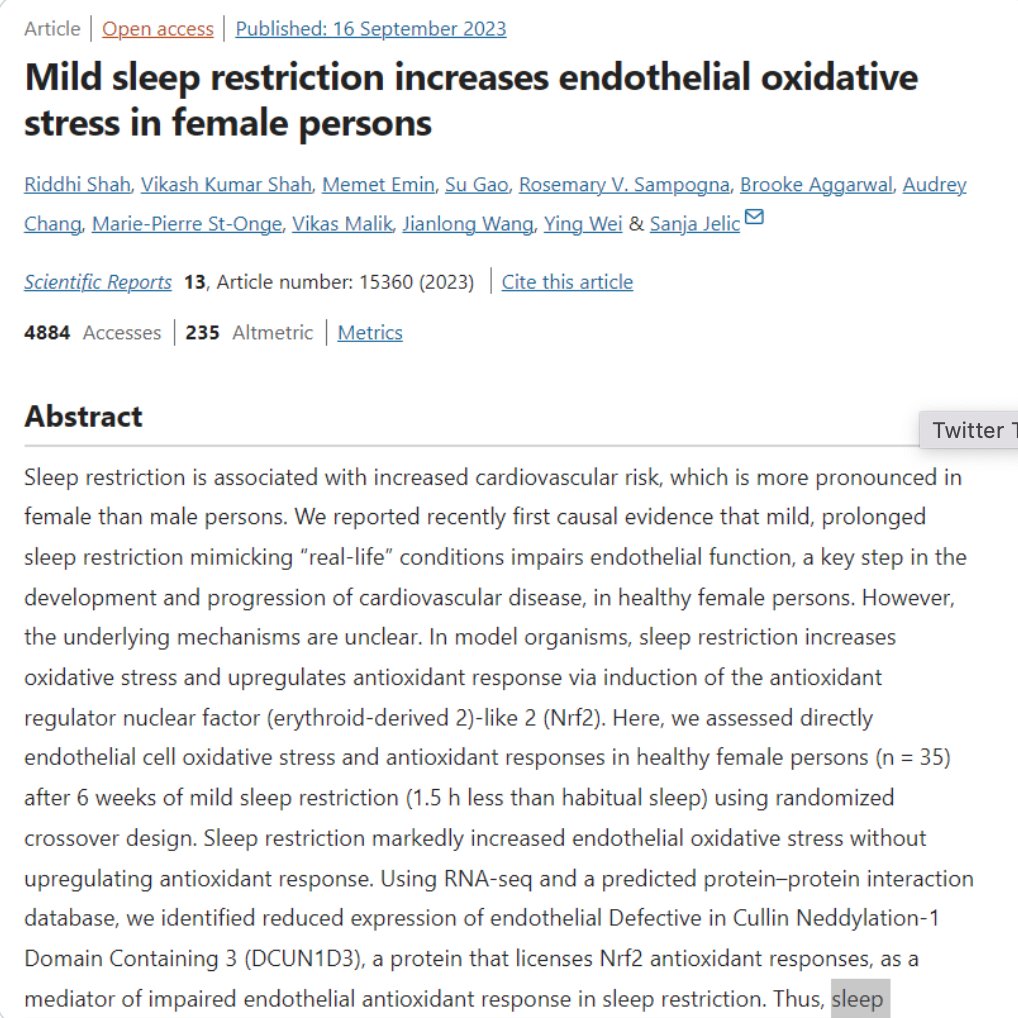 Article | Open access | Published: 16 September 2023
Mild sleep restriction increases endothelial oxidative
stress in female persons
Riddhi Shah, Vikash Kumar Shah, Memet Emin, Su Gao, Rosemary V. Sampogna, Brooke Aggarwal, Audrey
Chang, Marie-Pierre St-Onge, Vikas Malik, Jianlong Wang, Ying Wei & Sanja Jelic
Scientific Reports 13, Article number: 15360 (2023) | Cite this article
4884 Accesses | 235 Altmetric | Metrics
Abstract
Twitter T
Sleep restriction is associated with increased cardiovascular risk, which is more pronounced in
female than male persons. We reported recently first causal evidence that mild, prolonged
sleep restriction mimicking “real-life” conditions impairs endothelial function, a key step in the
development and progression of cardiovascular disease, in healthy female persons. However,
the underlying mechanisms are unclear. In model organisms, sleep restriction increases
oxidative stress and upregulates antioxidant response via induction of the antioxidant
regulator nuclear factor (erythroid-derived 2)-like 2 (Nrf2). Here, we assessed directly
endothelial cell oxidative stress and antioxidant responses in healthy female persons (n = 35)
after 6 weeks of mild sleep restriction (1.5 h less than habitual sleep) using randomized
crossover design. Sleep restriction markedly increased endothelial oxidative stress without
upregulating antioxidant response. Using RNA-seq and a predicted protein–protein interaction
database, we identified reduced expression of endothelial Defective in Cullin Neddylation-1
Domain Containing 3 (DCUN1D3), a protein that licenses Nrf2 antioxidant responses, as a
mediator of impaired endothelial antioxidant response in sleep restriction. Thus, sleep